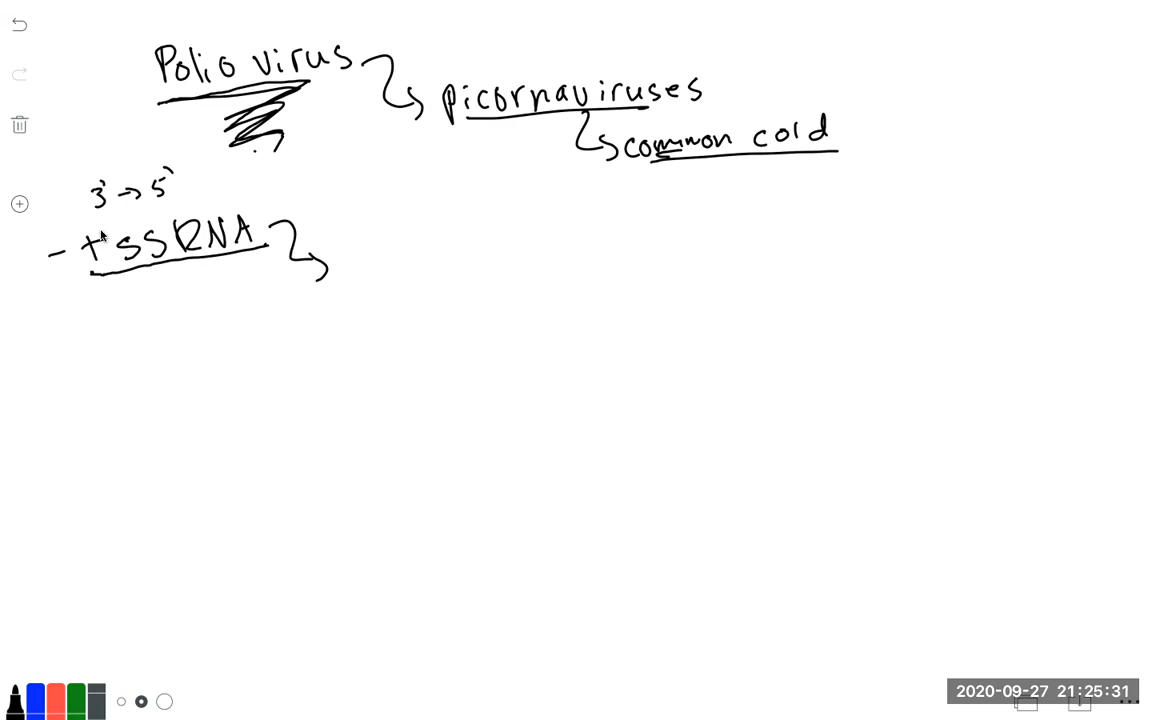 Polio virus
picornaviruses
common cold
3' → 5'
- + ssRNA
2020-09-27 21:25:31